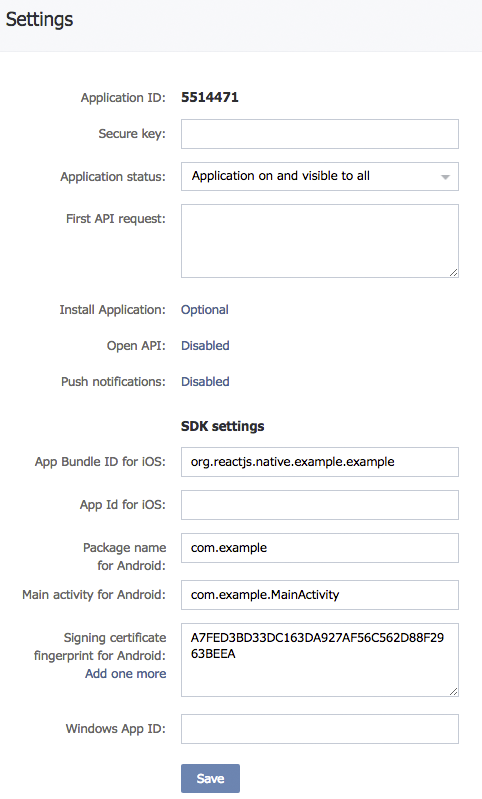 Settings
Application ID: 5514471
Secure key:
Application status: Application on and visible to all
First API request:
Install Application: Optional
Open API: Disabled
Push notifications: Disabled
SDK settings
App Bundle ID for iOS: org.reactjs.native.example.example
App Id for iOS:
Package name
for Android: com.example
Main activity for Android: com.example.MainActivity
Signing certificate
fingerprint for Android:
Add one more
A7FED3BD33DC163DA927AF56C562D88F29
63BEEA
Windows App ID:
Save